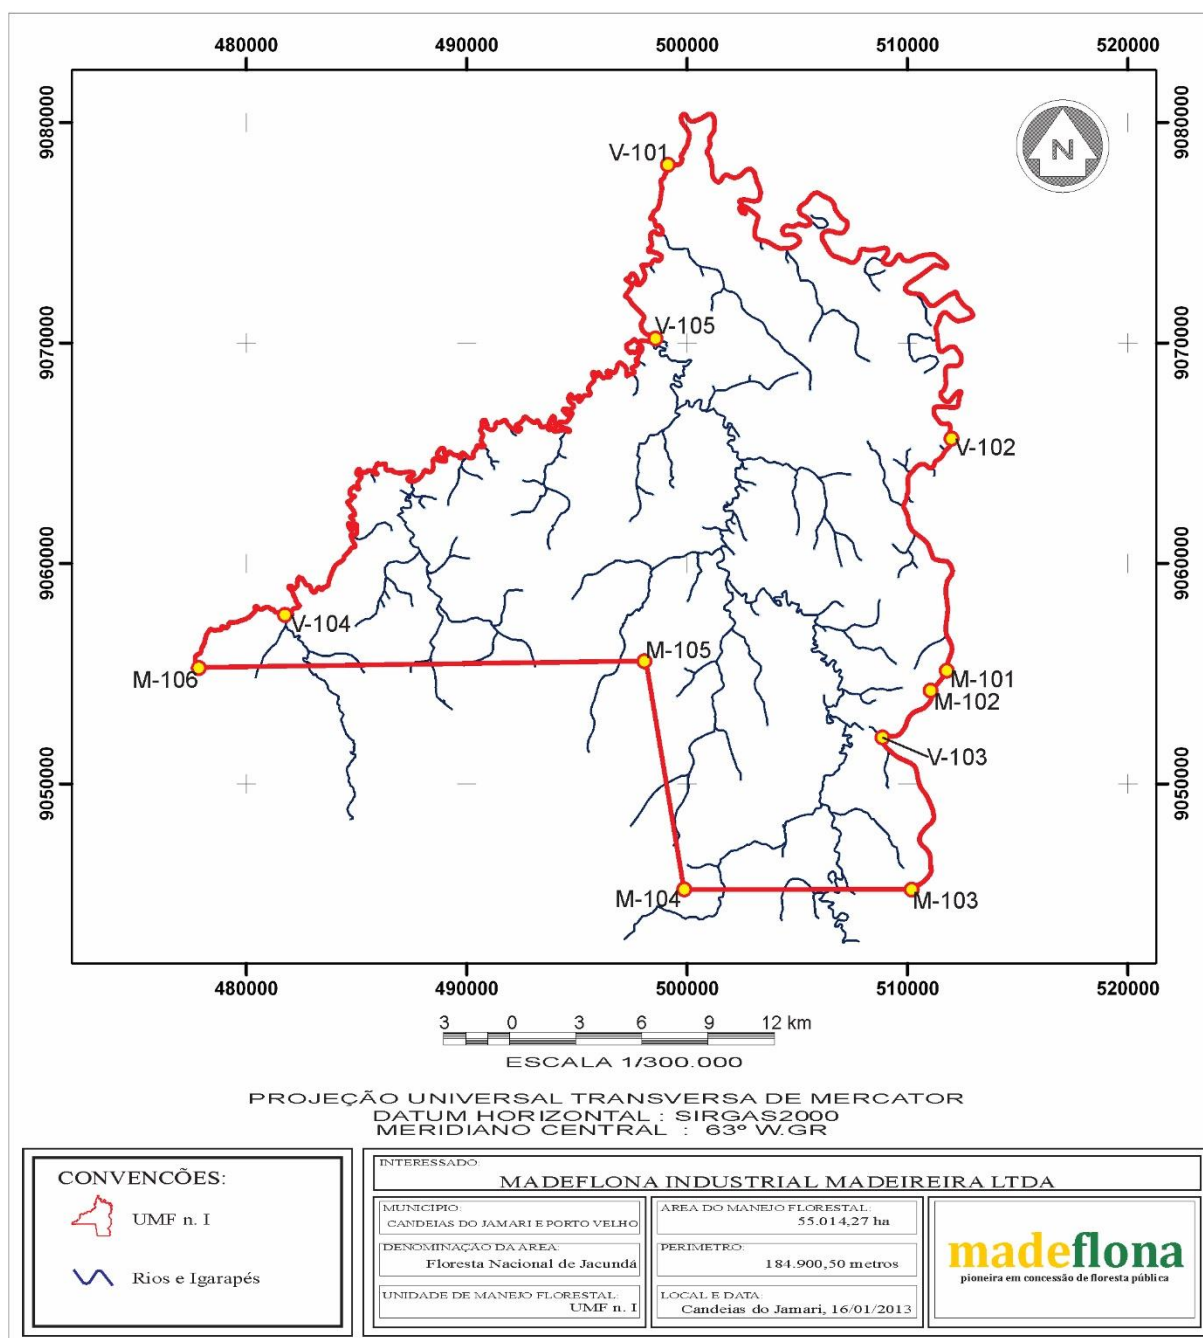 480000 490000 500000 510000 520000
9080000 9080000
N
V-101
V-105
9070000 9070000
V-102
9060000 9060000
V-104
M-105
M-106
M-101
M-102
V-103
9050000 9050000
M-104
M-103
480000 490000 500000 510000 520000
3 0 3 6 9 12 km
ESCALA 1/300.000
PROJEÇÃO UNIVERSAL TRANSVERSA DE MERCATOR
DATUM HORIZONTAL : SIRGAS2000
MERIDIANO CENTRAL : 63º W.GR
CONVENCÕES:
UMF n. I
Rios e Igarapés
INTERESSADO:
MADEFLONA INDUSTRIAL MADEIREIRA LTDA
MUNICIPIO:
CANDEIAS DO JAMARI E PORTO VELHO
AREA DO MANEJO FLORESTAL:
55.014,27 ha
DENOMINAÇÃO DA AREA:
Floresta Nacional de Jacundá
PERIMETRO:
184.900,50 metros
UNIDADE DE MANEJO FLORESTAL:
UMF n. I
LOCAL E DATA:
Candeias do Jamari, 16/01/2013
madeflona
pioneira em concessão de floresta pública